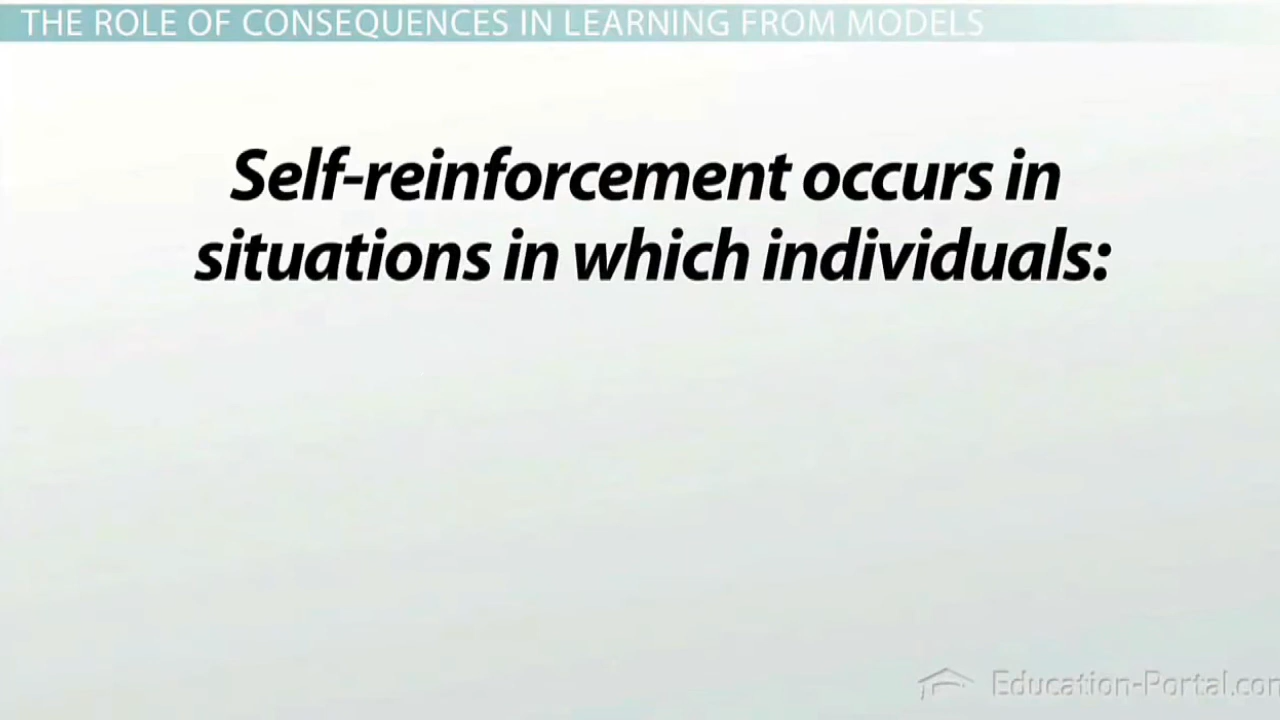 THE ROLE OF CONSEQUENCES IN LEARNING FROM MODELS
Self-reinforcement occurs in
situations in which individuals:
Education-Portal.com